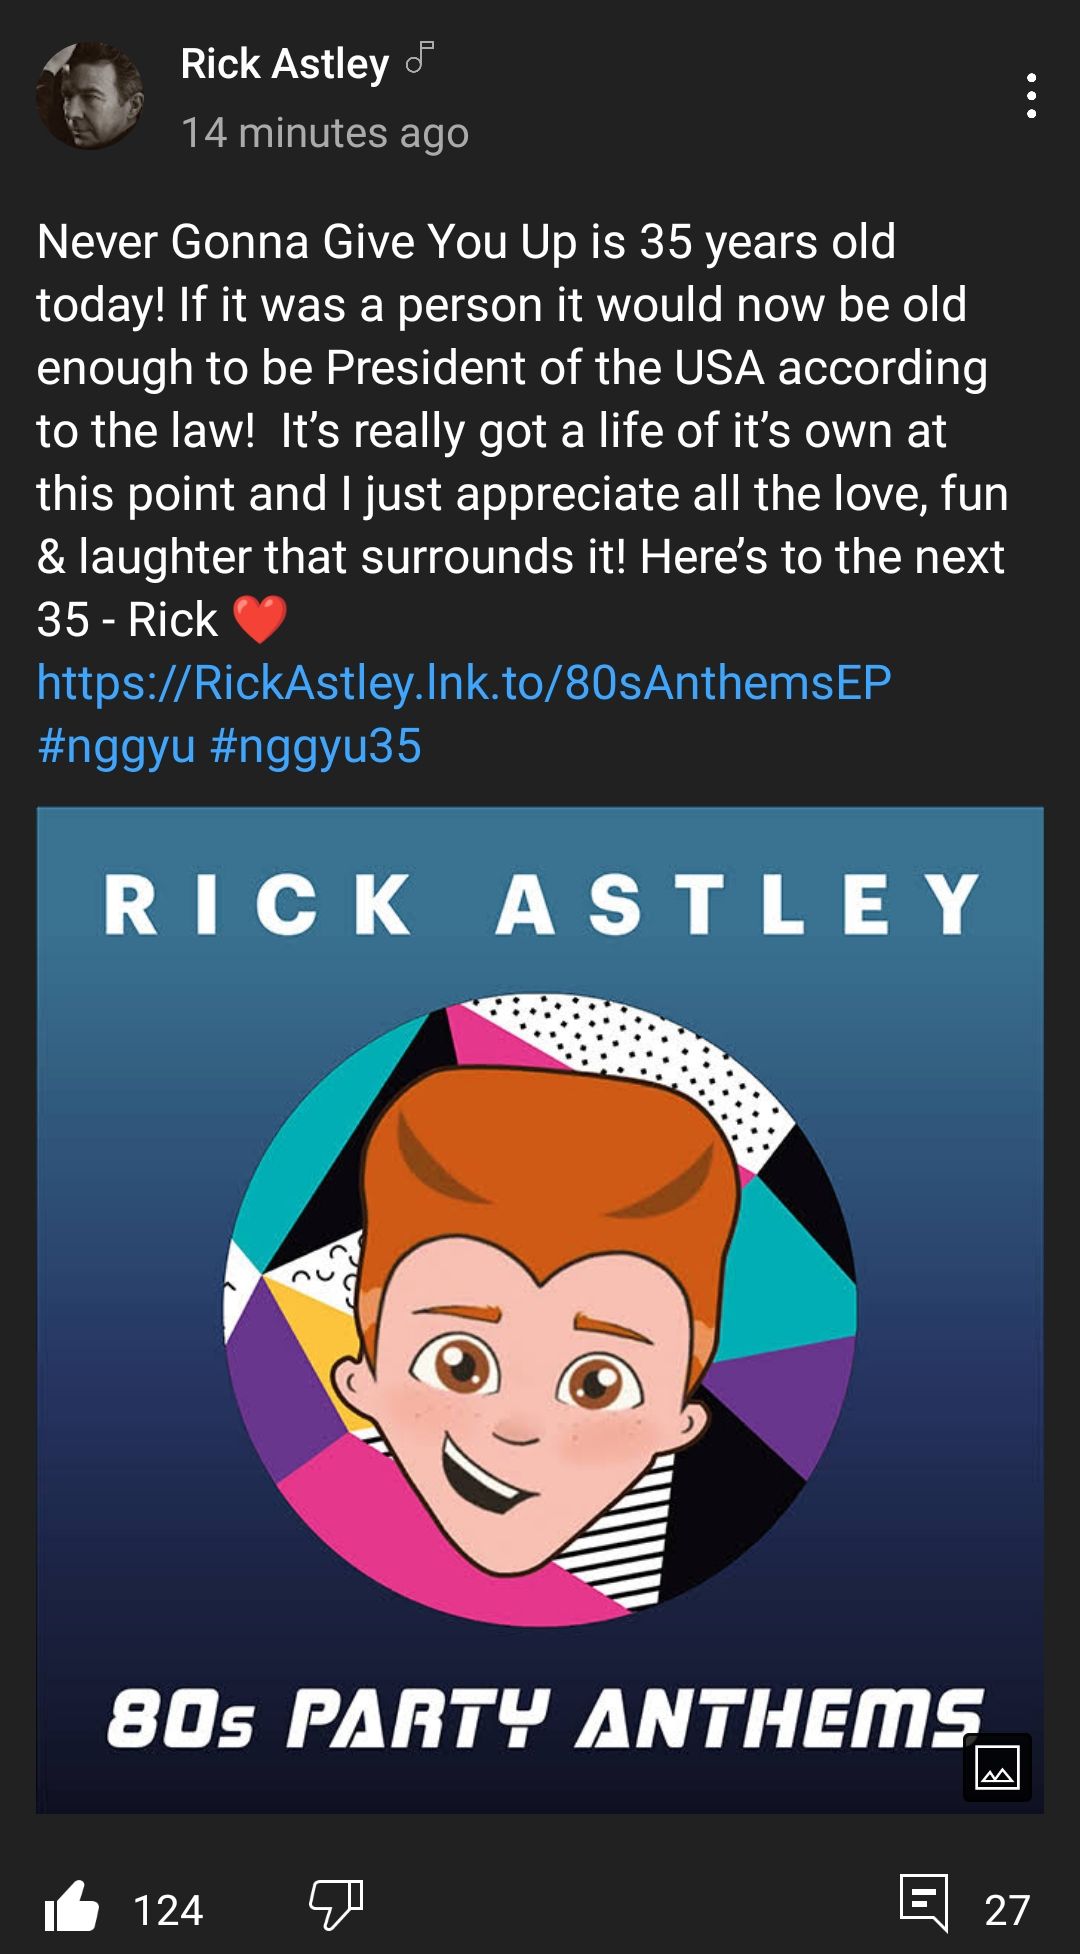 Rick Astley
14 minutes ago
Never Gonna Give You Up is 35 years old
today! If it was a person it would now be old
enough to be President of the USA according
to the law!  It’s really got a life of it’s own at
this point and I just appreciate all the love, fun
& laughter that surrounds it! Here’s to the next
35 - Rick ❤️
https://RickAstley.lnk.to/80sAnthemsEP
#nggyu #nggyu35
RICK ASTLEY
80s PARTY ANTHEMS
124
27